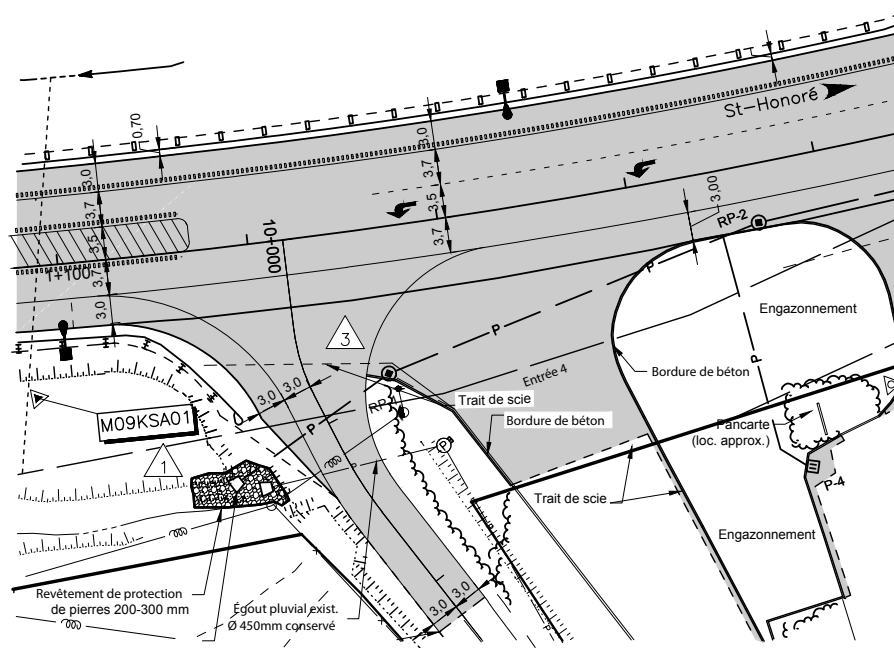 St-Honoré
0,70
3,0
3,7
3,5
3,7
3,0
3,0
3,7
3,5
3,7
3,00
RP-2
10+000
1+100
P
P
P
P
3
1
Engazonnement
Bordure de béton
Entrée 4
Trait de scie
Bordure de béton
RP-1
3,0
3,0
M09KSA01
Pancarte
(loc. approx.)
P-4
Trait de scie
Engazonnement
Revêtement de protection
de pierres 200-300 mm
Égout pluvial exist.
Ø 450mm conservé
3,0
3,0